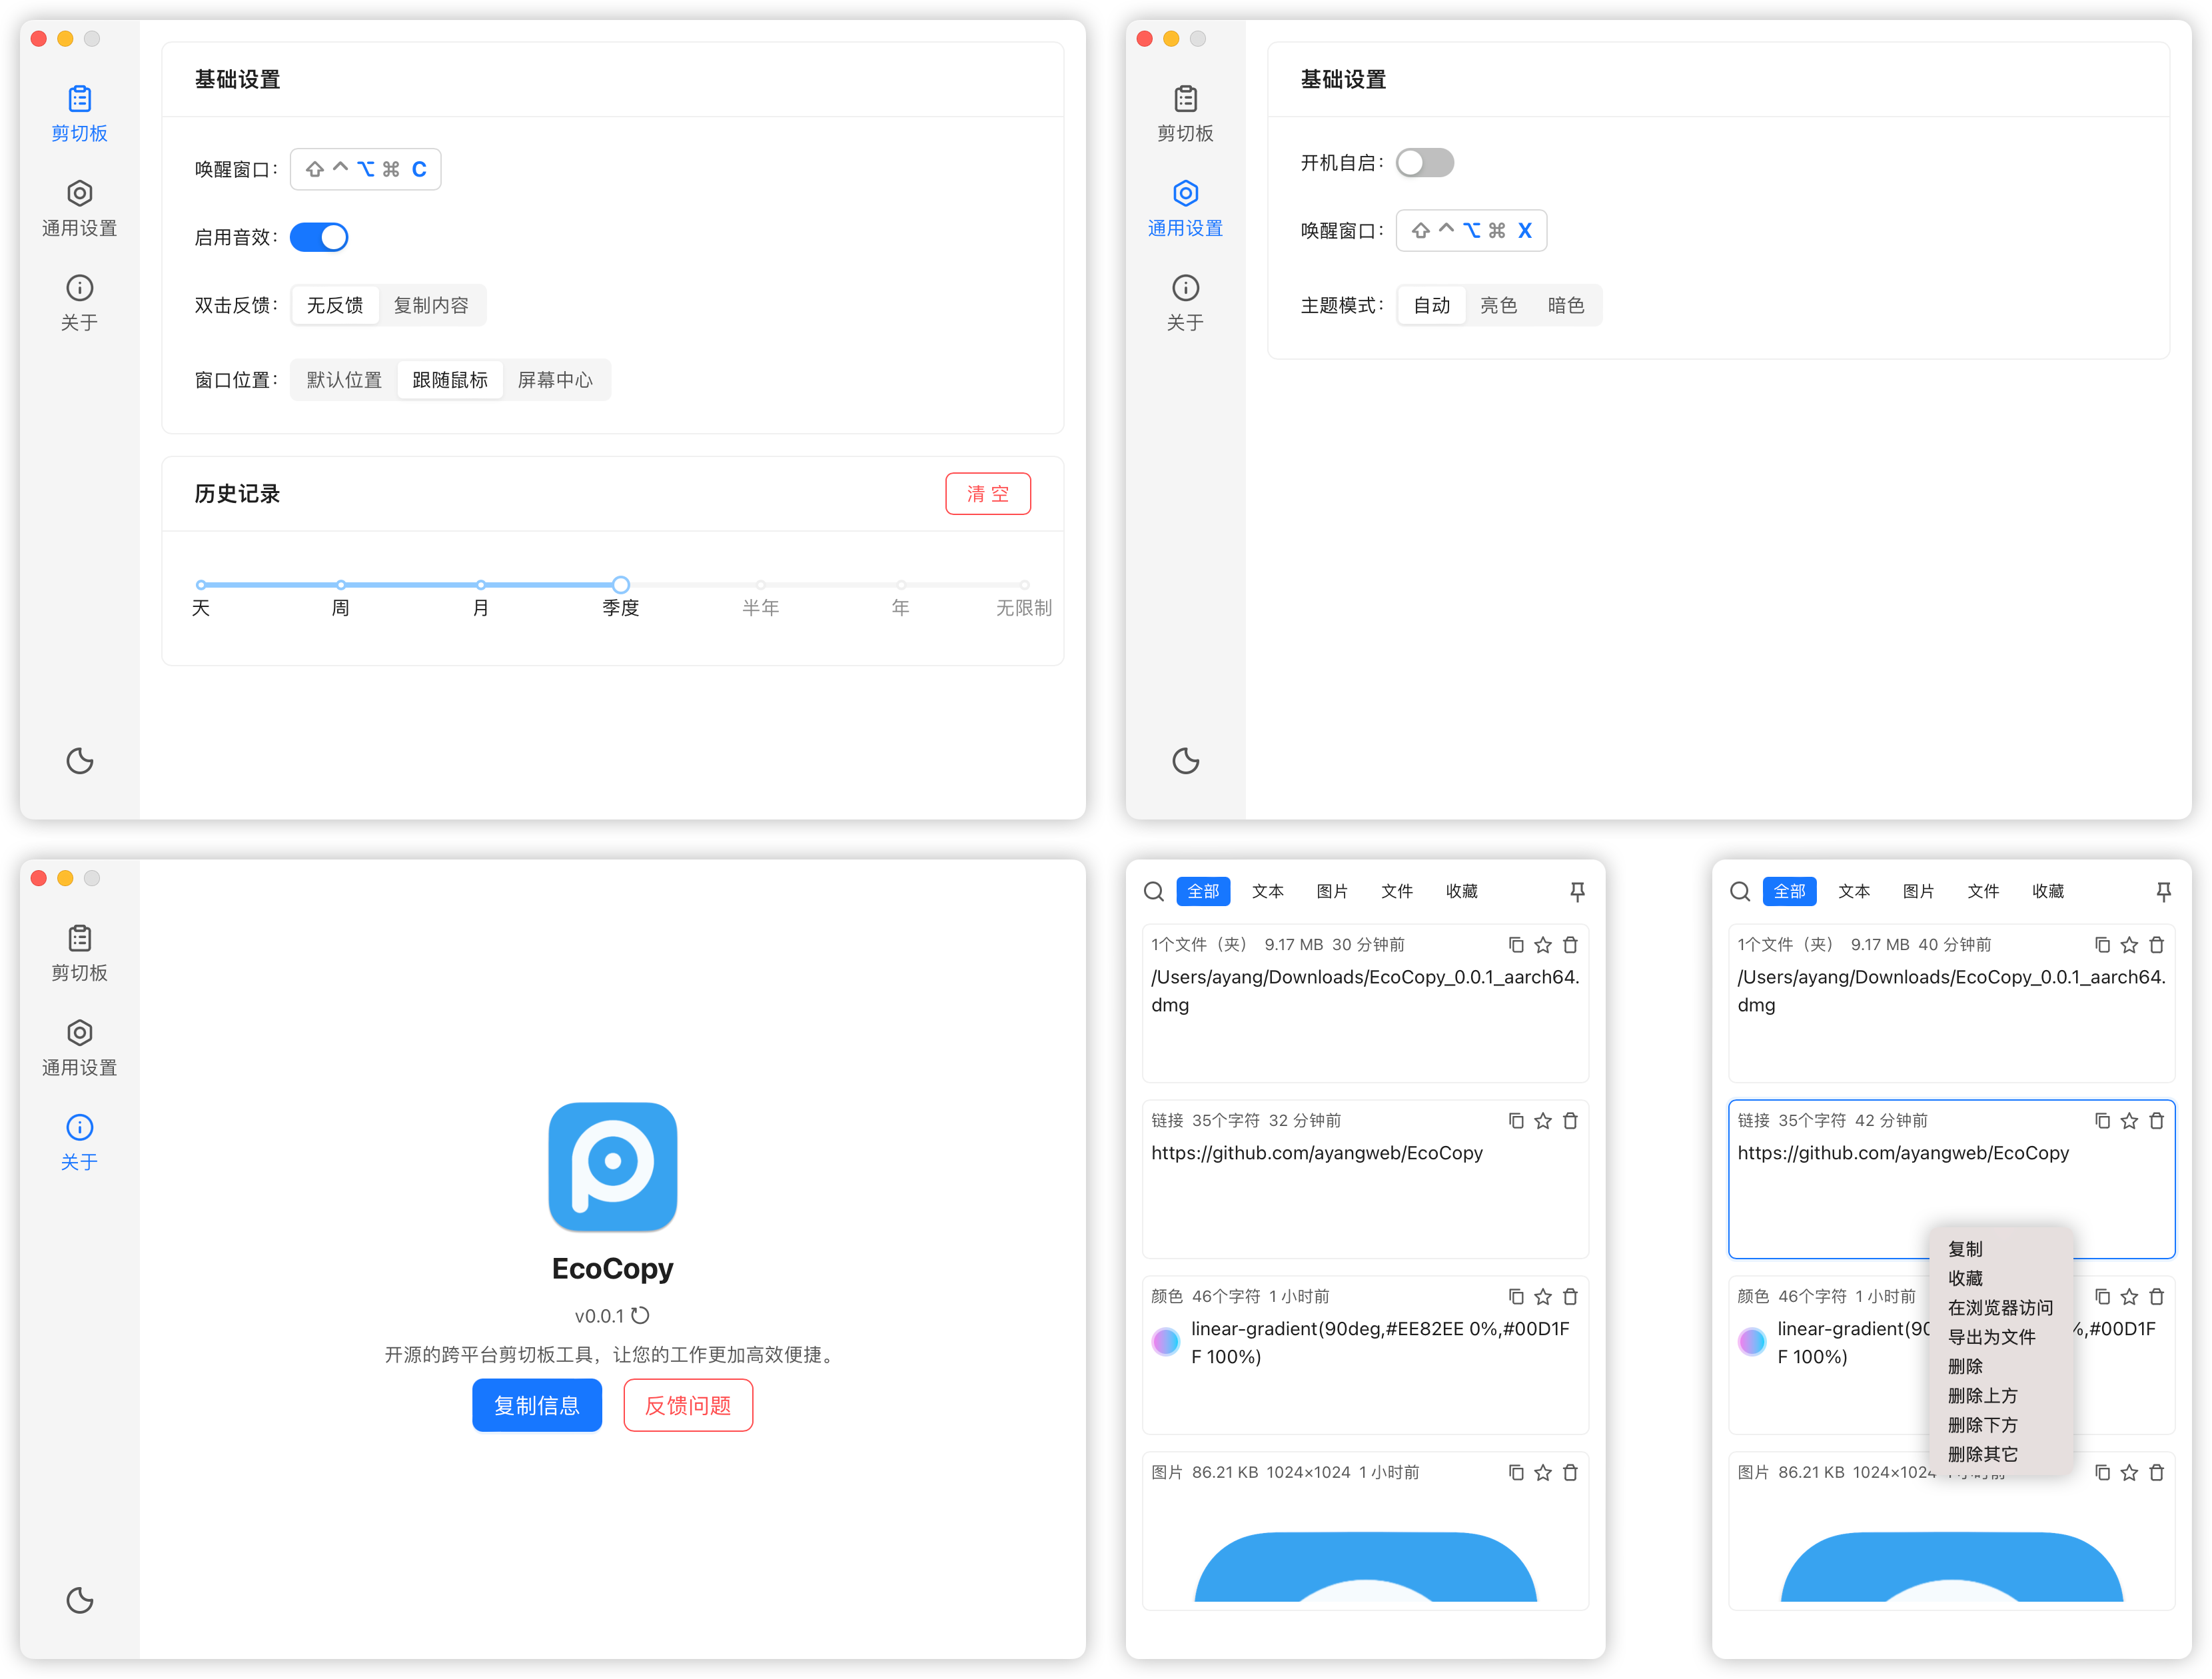 剪切板
通用设置
关于
基础设置
唤醒窗口: ⇧ ⌃ ⌥ ⌘ C
启用音效:
双击反馈: 无反馈 复制内容
窗口位置: 默认位置 跟随鼠标 屏幕中心
历史记录 清 空
天 周 月 季度 半年 年 无限制
剪切板
通用设置
关于
基础设置
开机自启:
唤醒窗口: ⇧ ⌃ ⌥ ⌘ X
主题模式: 自动 亮色 暗色
剪切板
通用设置
关于
EcoCopy
v0.0.1
开源的跨平台剪切板工具，让您的工作更加高效便捷。
复制信息 反馈问题
全部 文本 图片 文件 收藏
1个文件（夹） 9.17 MB 30 分钟前
/Users/ayang/Downloads/EcoCopy_0.0.1_aarch64.
dmg
链接 35个字符 32 分钟前
https://github.com/ayangweb/EcoCopy
颜色 46个字符 1 小时前
linear-gradient(90deg,#EE82EE 0%,#00D1F
F 100%)
图片 86.21 KB 1024×1024 1 小时前
全部 文本 图片 文件 收藏
1个文件（夹） 9.17 MB 40 分钟前
/Users/ayang/Downloads/EcoCopy_0.0.1_aarch64.
dmg
链接 35个字符 42 分钟前
https://github.com/ayangweb/EcoCopy
颜色 46个字符 1 小时前
linear-gradient(90 %,#00D1F
F 100%)
图片 86.21 KB 1024×1024
复制
收藏
在浏览器访问
导出为文件
删除
删除上方
删除下方
删除其它